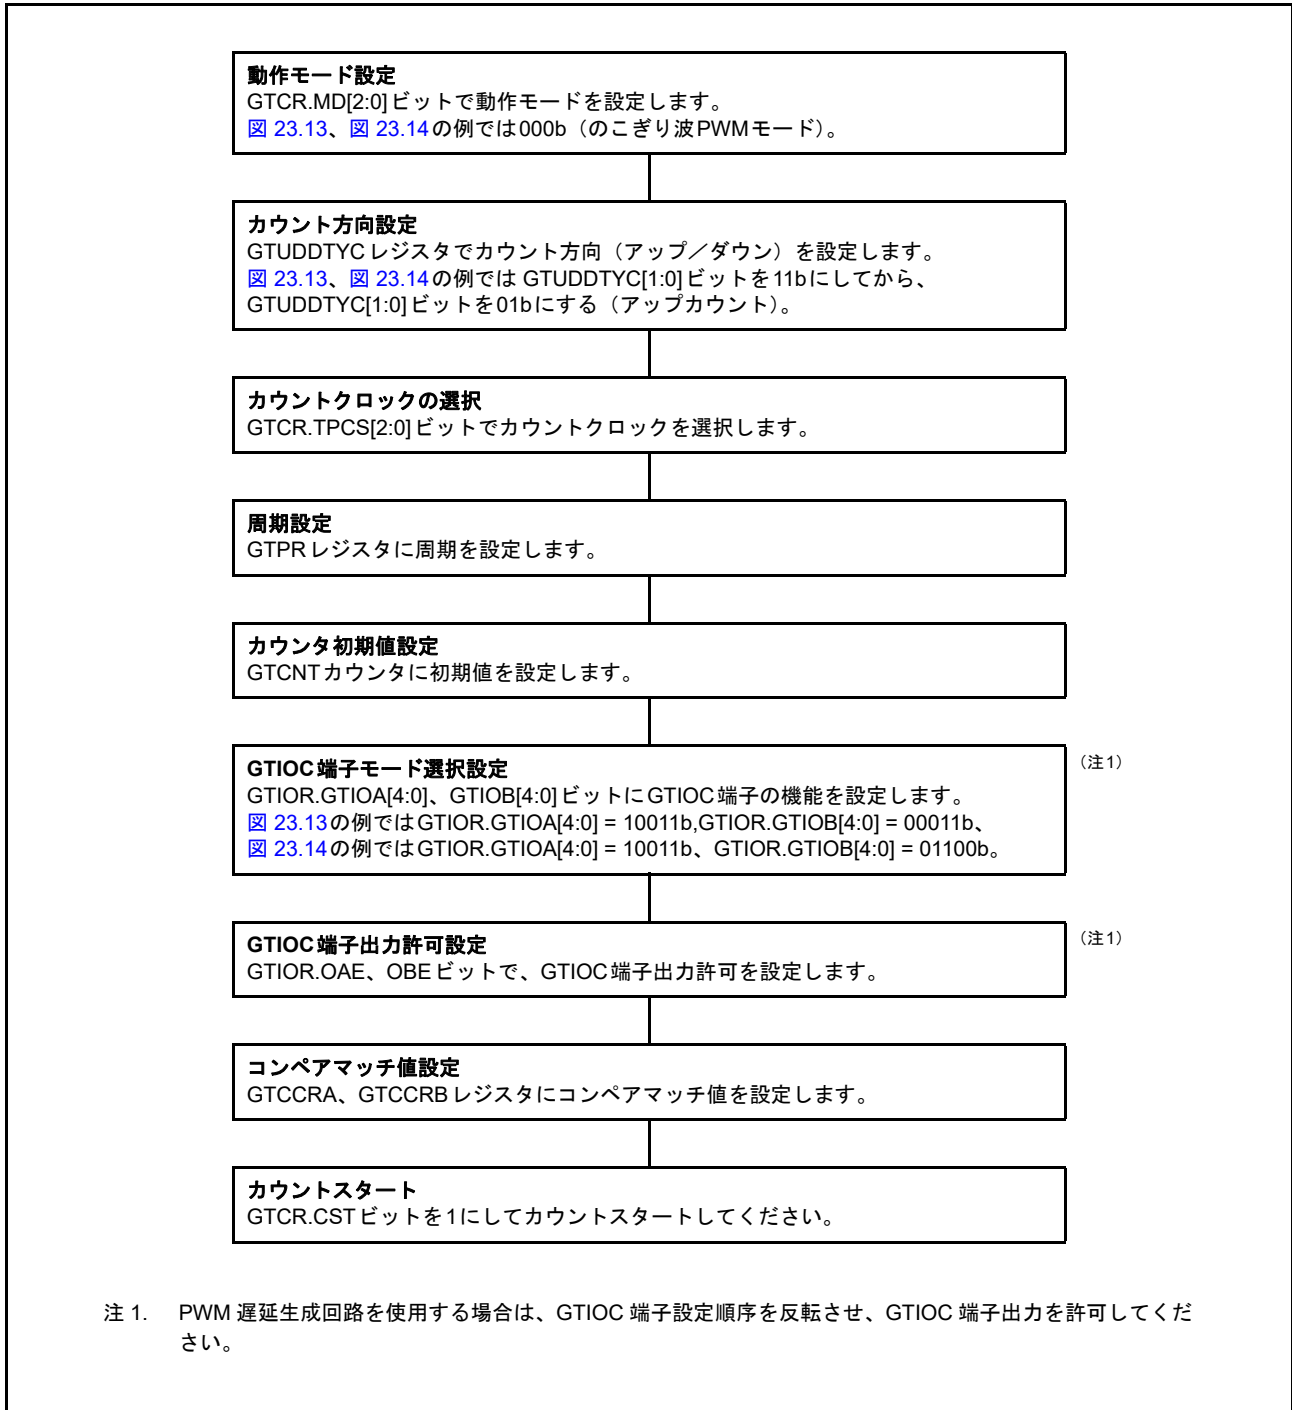 動作モード設定
GTCR.MD[2:0]ビットで動作モードを設定します。
図 23.13、図 23.14の例では000b（のこぎり波PWMモード）。
カウント方向設定
GTUDDTYCレジスタでカウント方向（アップ／ダウン）を設定します。
図 23.13、図 23.14の例では GTUDDTYC[1:0]ビットを11bにしてから、
GTUDDTYC[1:0]ビットを01bにする（アップカウント）。
カウントクロックの選択
GTCR.TPCS[2:0]ビットでカウントクロックを選択します。
周期設定
GTPRレジスタに周期を設定します。
カウンタ初期値設定
GTCNTカウンタに初期値を設定します。
GTIOC端子モード選択設定
（注1）
GTIOR.GTIOA[4:0]、GTIOB[4:0]ビットにGTIOC端子の機能を設定します。
図 23.13の例ではGTIOR.GTIOA[4:0] = 10011b,GTIOR.GTIOB[4:0] = 00011b、
図 23.14の例ではGTIOR.GTIOA[4:0] = 10011b、GTIOR.GTIOB[4:0] = 01100b。
GTIOC端子出力許可設定
（注1）
GTIOR.OAE、OBEビットで、GTIOC端子出力許可を設定します。
コンペアマッチ値設定
GTCCRA、GTCCRBレジスタにコンペアマッチ値を設定します。
カウントスタート
GTCR.CSTビットを1にしてカウントスタートしてください。
注 1. PWM 遅延生成回路を使用する場合は、GTIOC 端子設定順序を反転させ、GTIOC 端子出力を許可してくだ
さい。